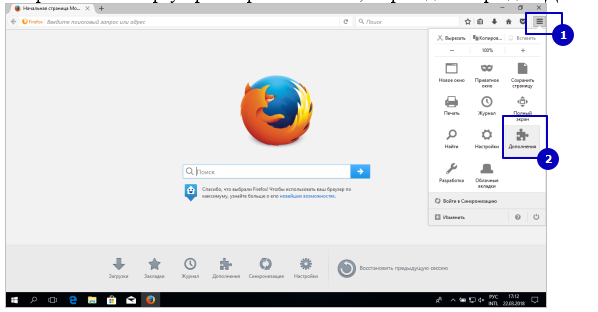 Начальная страница Mo...
Firefox
Введите поисковый запрос или адрес
Поиск
1
Вырезать
Копиров...
Вставить
100%
Новое окно
Приватное окно
Сохранить страницу
Печать
Журнал
Полный экран
2
Найти
Настройки
Дополнения
Поиск
Спасибо, что выбрали Firefox! Чтобы использовать ваш браузер по
максимуму, узнайте больше о его новейших возможностях.
Разработка
Облачные вкладки
Войти в Синхронизацию
Изменить
Загрузки
Закладки
Журнал
Дополнения
Синхронизация
Настройки
Восстановить предыдущую сессию
РУС
INTL
17:12
22.03.2018